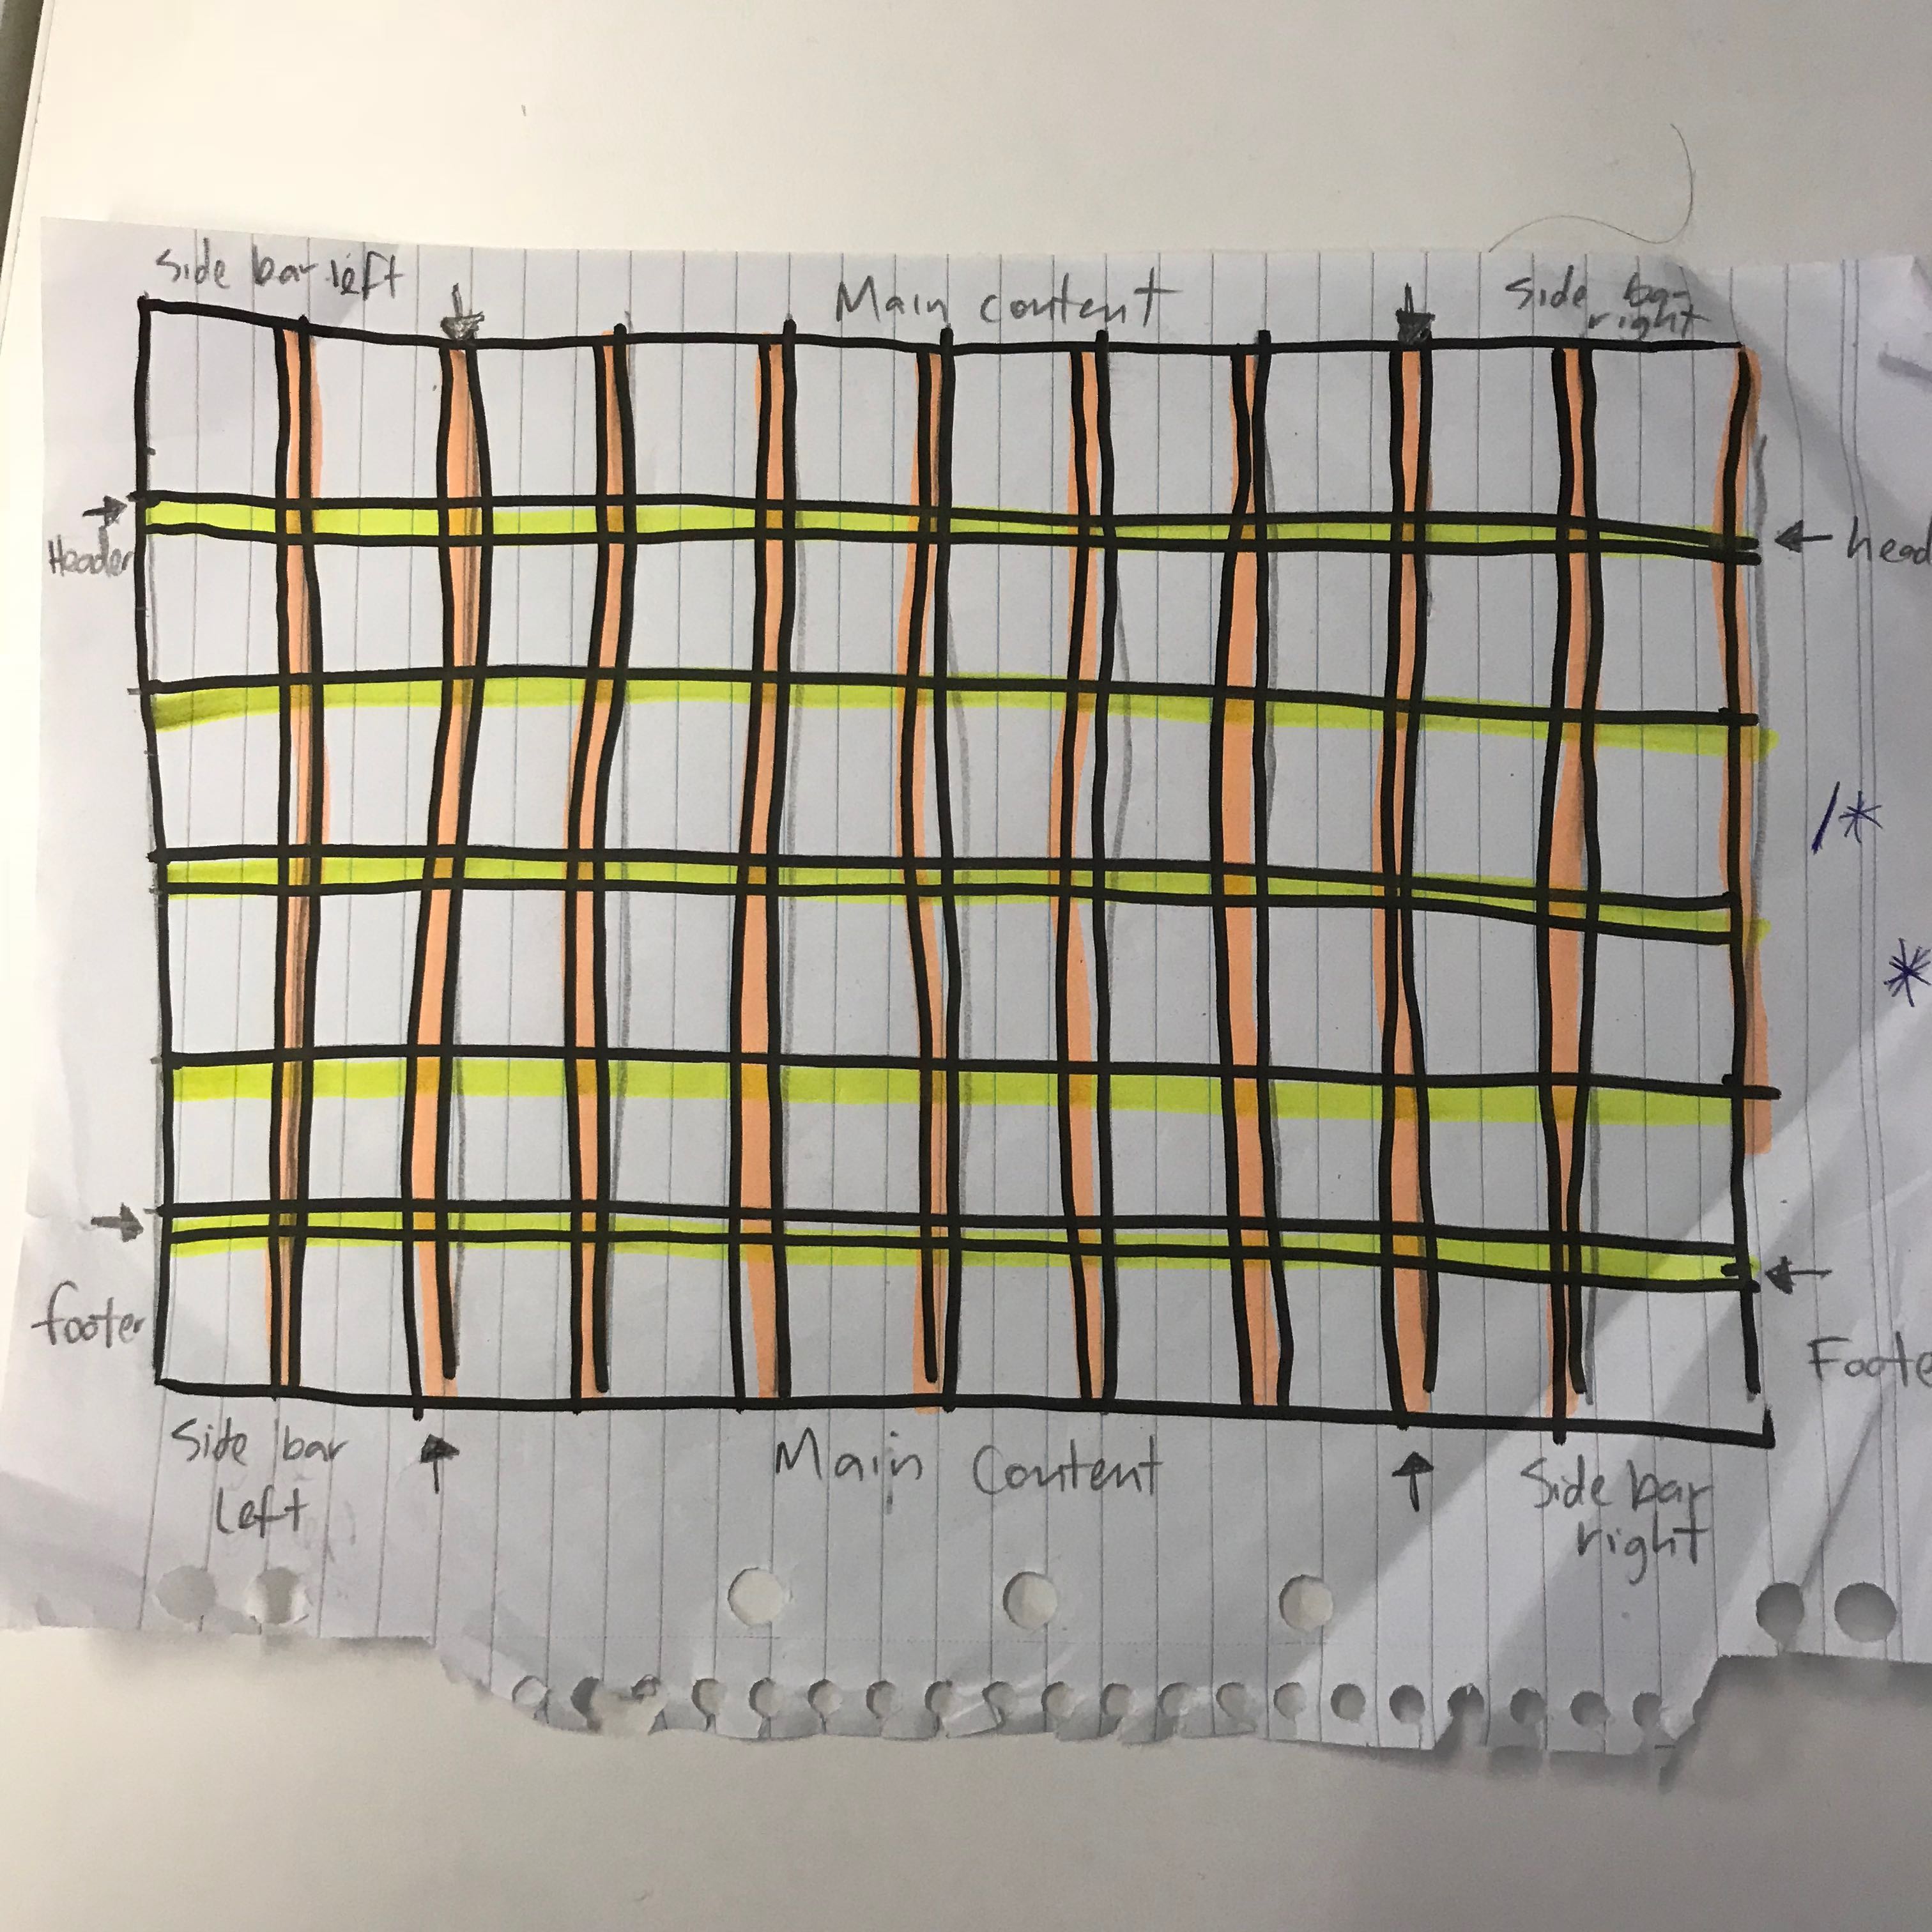 Side bar left
Main content
Side bar
right
Header
head
/*
*
footer
Foote
Side bar
left
Main Content
Side bar
right